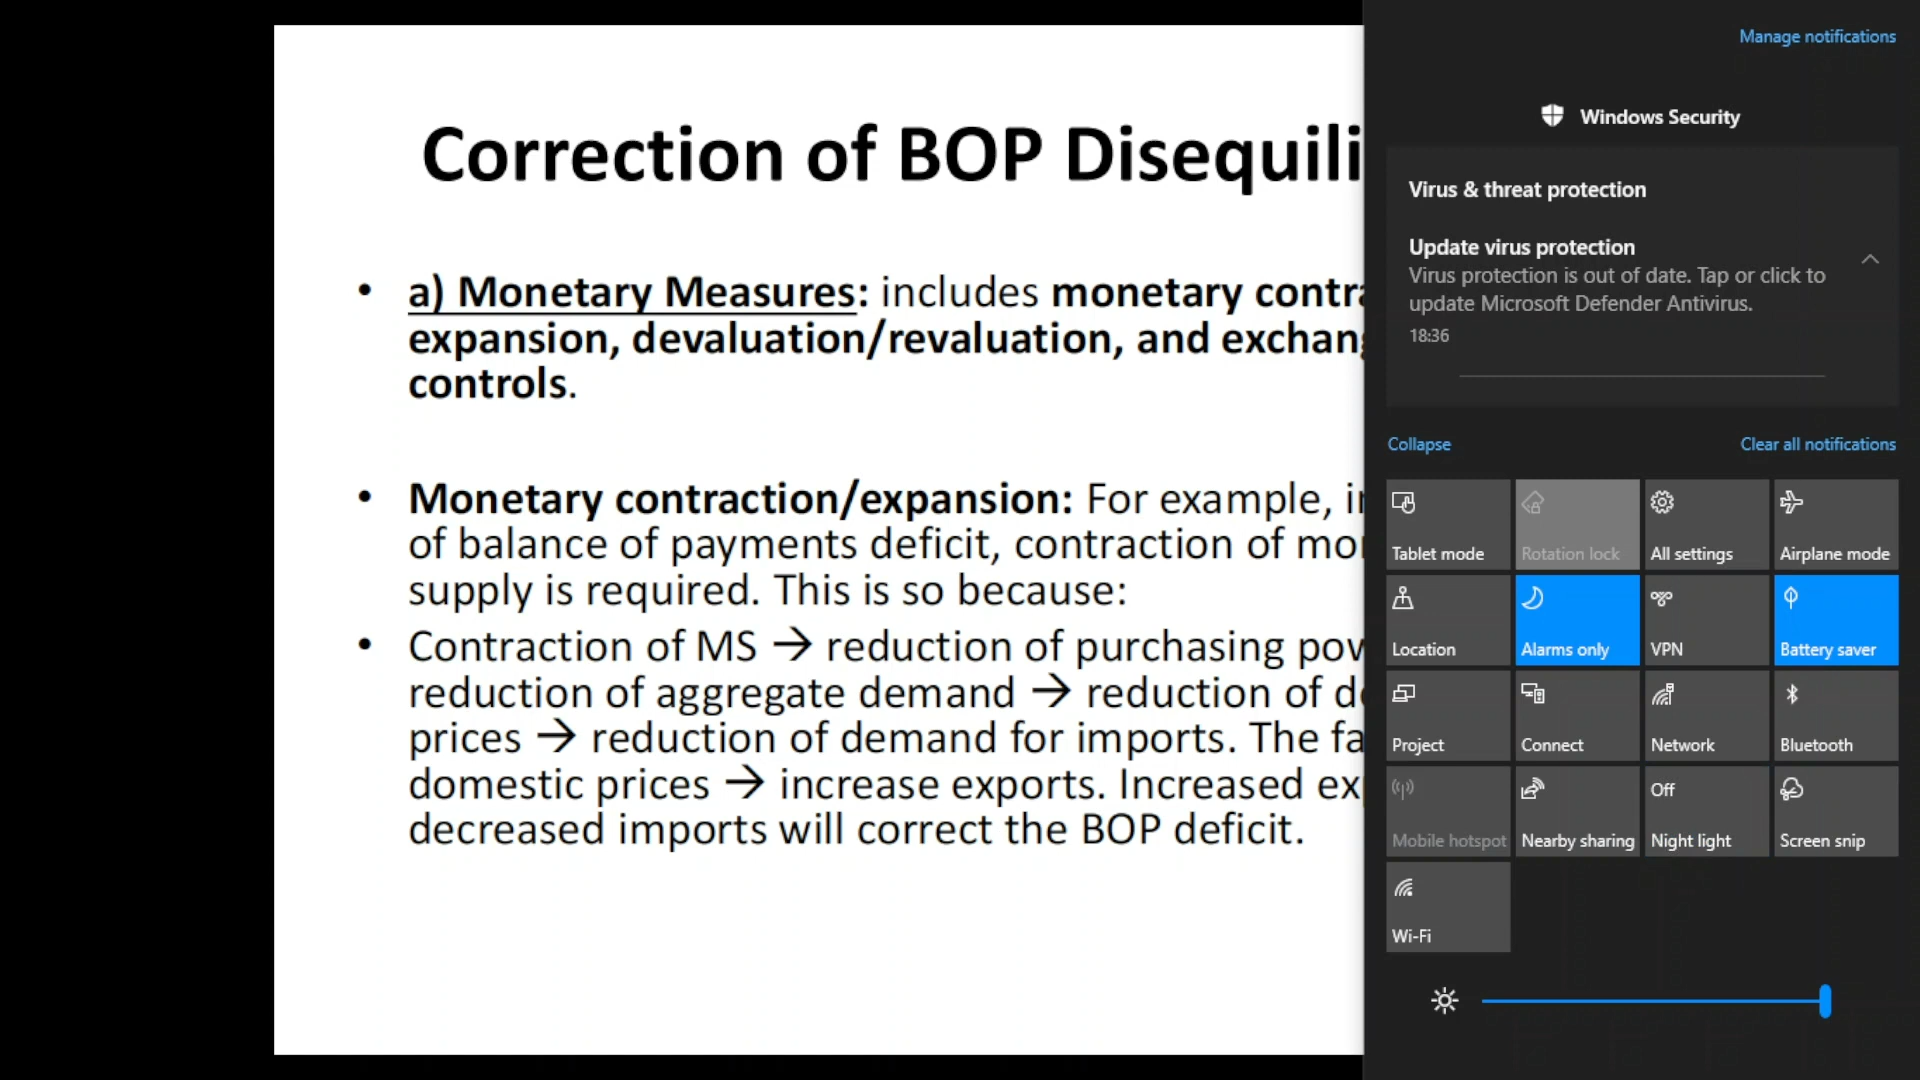 Correction of BOP Disequili
• a) Monetary Measures: includes monetary contra
expansion, devaluation/revaluation, and exchang
controls.
• Monetary contraction/expansion: For example, in
of balance of payments deficit, contraction of mo
supply is required. This is so because:
• Contraction of MS → reduction of purchasing pow
reduction of aggregate demand → reduction of do
prices → reduction of demand for imports. The fa
domestic prices → increase exports. Increased exp
decreased imports will correct the BOP deficit.
Manage notifications
Windows Security
Virus & threat protection
Update virus protection
Virus protection is out of date. Tap or click to
update Microsoft Defender Antivirus.
18:36
Collapse
Clear all notifications
Tablet mode
Rotation lock
All settings
Airplane mode
Location
Alarms only
VPN
Battery saver
Project
Connect
Network
Bluetooth
Mobile hotspot
Nearby sharing
Off
Night light
Screen snip
Wi-Fi